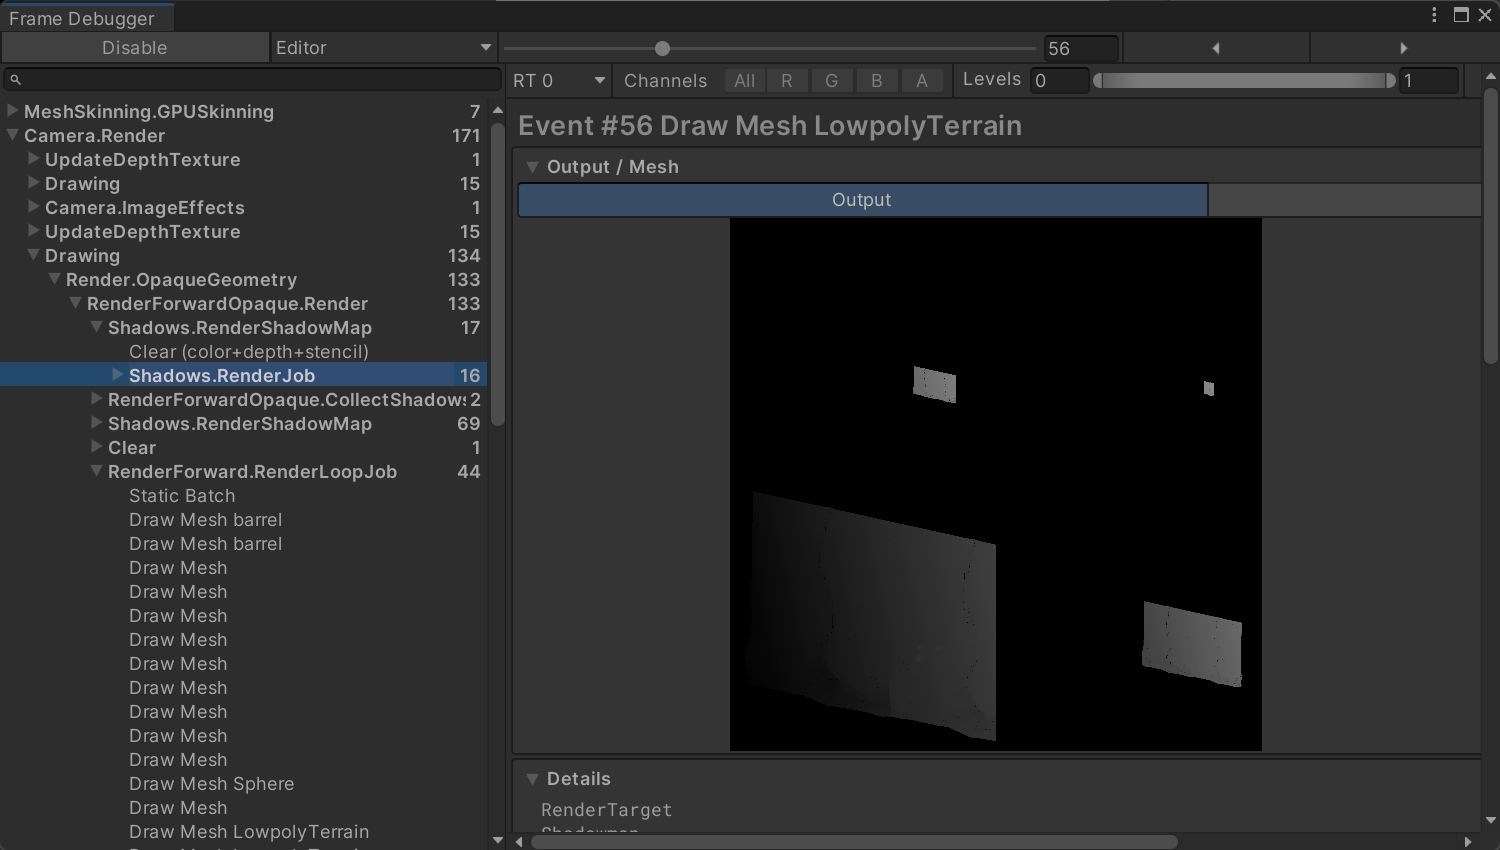 Frame Debugger
Disable
Editor
56
RT 0
Channels
All
R
G
B
A
Levels
0
1
MeshSkinning.GPUSkinning 7
Camera.Render 171
UpdateDepthTexture 1
Drawing 15
Camera.ImageEffects 1
UpdateDepthTexture 15
Drawing 134
Render.OpaqueGeometry 133
RenderForwardOpaque.Render 133
Shadows.RenderShadowMap 17
Clear (color+depth+stencil)
Shadows.RenderJob 16
RenderForwardOpaque.CollectShadows 2
Shadows.RenderShadowMap 69
Clear 1
RenderForward.RenderLoopJob 44
Static Batch
Draw Mesh barrel
Draw Mesh barrel
Draw Mesh
Draw Mesh
Draw Mesh
Draw Mesh
Draw Mesh
Draw Mesh
Draw Mesh
Draw Mesh
Draw Mesh
Draw Mesh Sphere
Draw Mesh
Draw Mesh LowpolyTerrain
Event #56 Draw Mesh LowpolyTerrain
Output / Mesh
Output
Details
RenderTarget